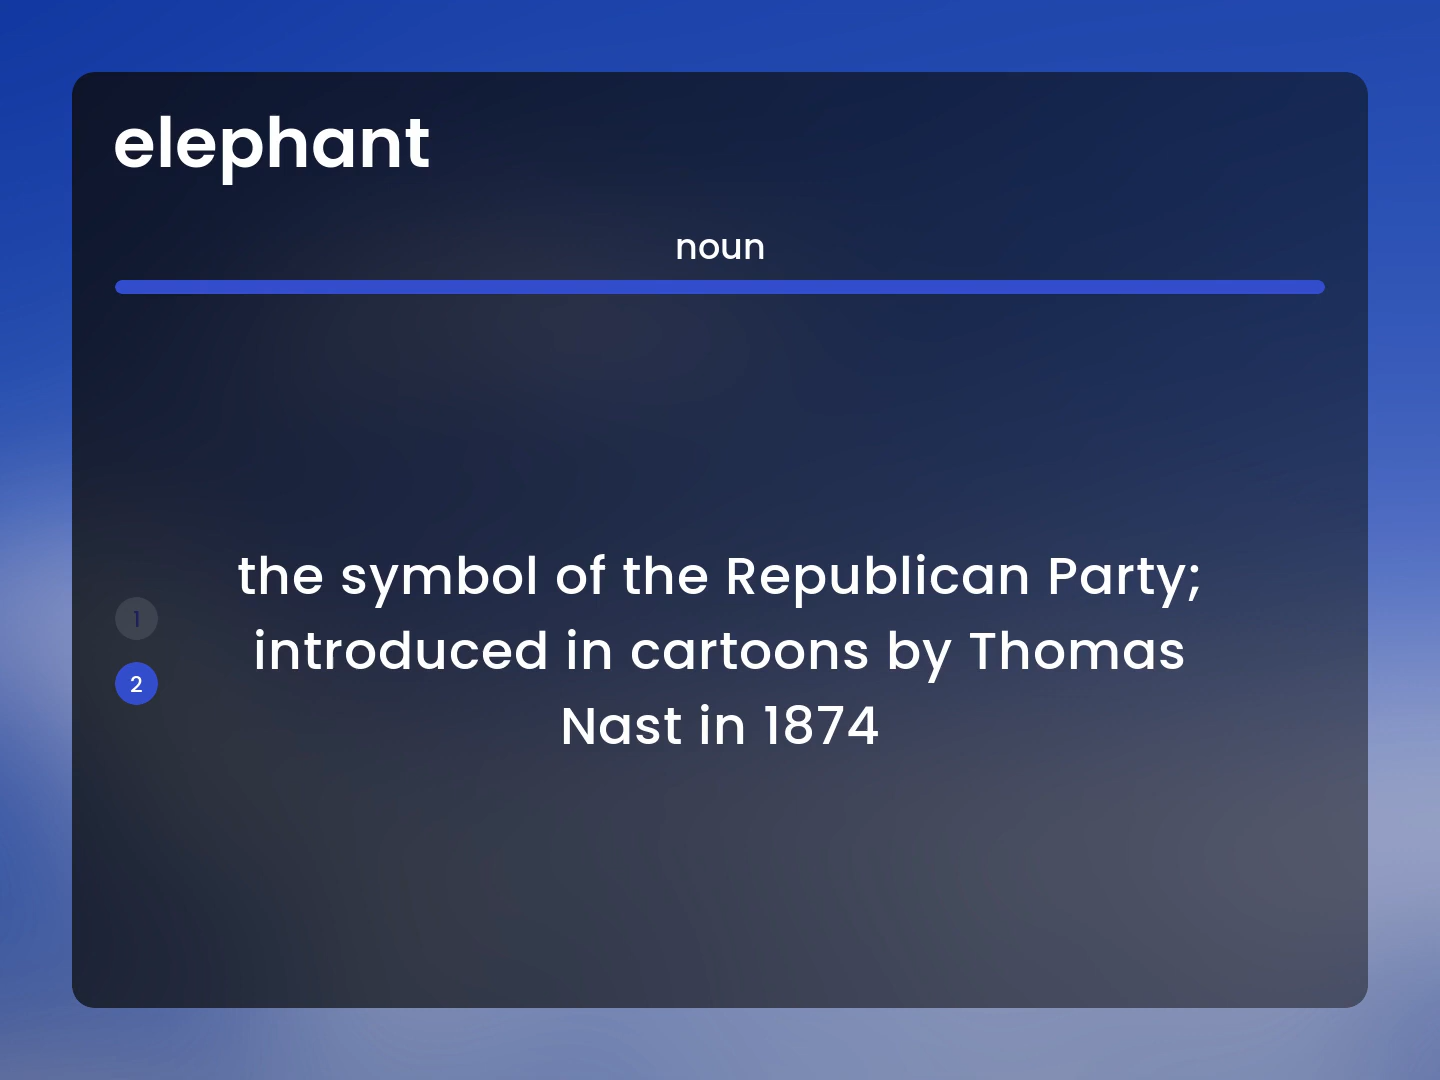 elephant
noun
the symbol of the Republican Party;
introduced in cartoons by Thomas
Nast in 1874
1
2